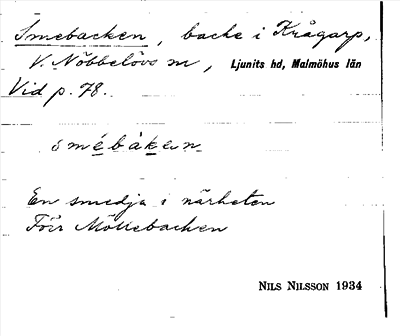 Smebacken, backe i Krågarp,
V. Nöbbelövs sn, Ljunits hd, Malmöhus län
Vid p. 78.
smébàkɐn
En smedja i närheten
Förr Möllebacken
NILS NILSSON 1934